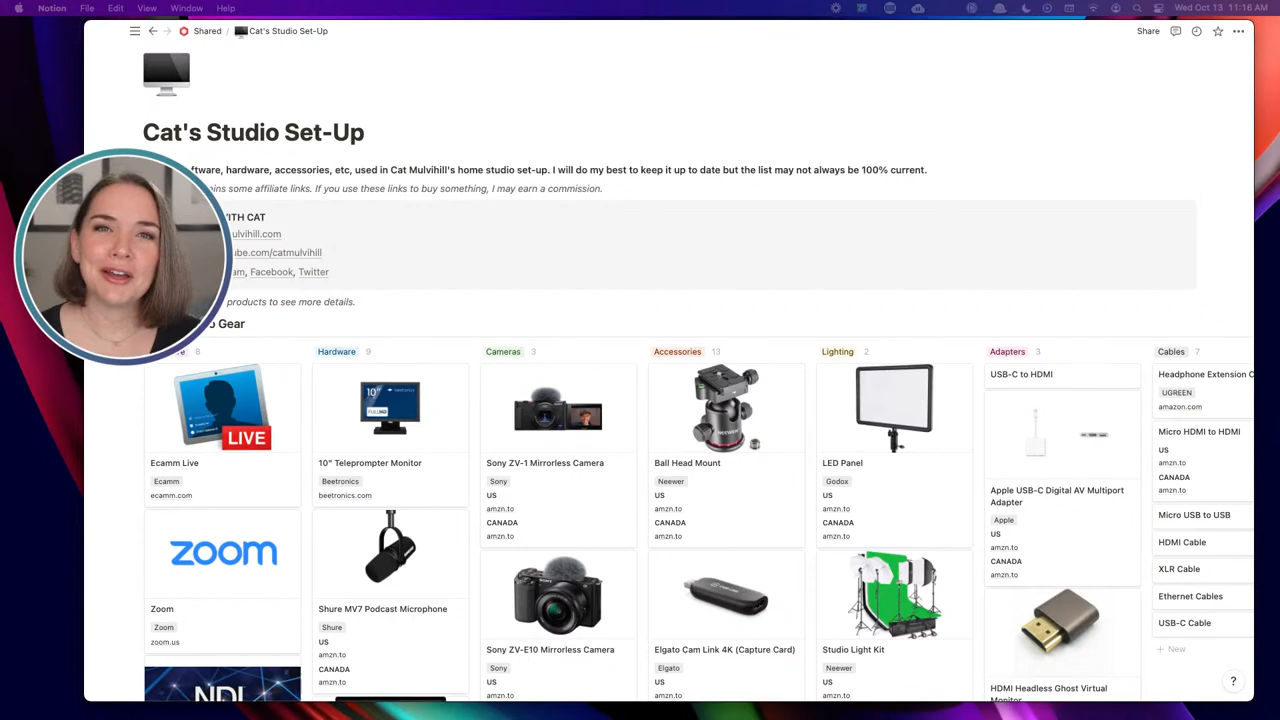 Notion File Edit View History Window Help
Wed Oct 13 11:16 AM
Shared / Cat's Studio Set-Up
Share
Cat's Studio Set-Up
ftware, hardware, accessories, etc, used in Cat Mulvihill's home studio set-up. I will do my best to keep it up to date but the list may not always be 100% current.
ains some affiliate links. If you use these links to buy something, I may earn a commission.
WITH CAT
ulvihill.com
ube.com/catmulvihill
am, Facebook, Twitter
products to see more details.
o Gear
re 8
Hardware 9
Cameras 3
Accessories 13
Lighting 2
Adapters 3
Cables 7
LIVE
Ecamm Live
Ecamm
ecamm.com
zoom
Zoom
Zoom
zoom.us
NDI
10"
beetronics
FULL HD
10" Teleprompter Monitor
Beetronics
beetronics.com
Shure MV7 Podcast Microphone
Shure
US
amzn.to
CANADA
amzn.to
Sony ZV-1 Mirrorless Camera
Sony
US
amzn.to
CANADA
amzn.to
SONY
Sony ZV-E10 Mirrorless Camera
Sony
US
amzn.to
NEEWER
Ball Head Mount
Neewer
US
amzn.to
CANADA
amzn.to
Elgato Cam Link 4K (Capture Card)
Elgato
US
amzn.to
LED Panel
Godox
US
amzn.to
CANADA
amzn.to
Studio Light Kit
Neewer
US
amzn.to
USB-C to HDMI
Apple USB-C Digital AV Multiport
Adapter
Apple
US
amzn.to
CANADA
amzn.to
HDMI Headless Ghost Virtual
Monitor
Headphone Extension C
UGREEN
amazon.com
Micro HDMI to HDMI
US
amzn.to
CANADA
amzn.to
Micro USB to USB
HDMI Cable
XLR Cable
Ethernet Cables
USB-C Cable
+ New
?